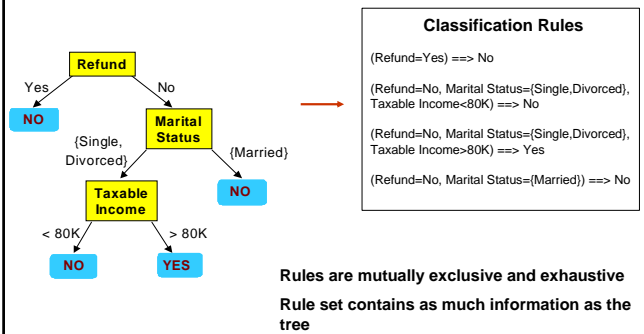 Classification Rules
(Refund=Yes) ==> No
(Refund=No, Marital Status={Single,Divorced},
Taxable Income<80K) ==> No
(Refund=No, Marital Status={Single,Divorced},
Taxable Income>80K) ==> Yes
(Refund=No, Marital Status={Married}) ==> No
Refund
Yes
No
NO
Marital
Status
{Single,
Divorced}
{Married}
Taxable
Income
NO
< 80K
> 80K
NO
YES
Rules are mutually exclusive and exhaustive
Rule set contains as much information as the
tree